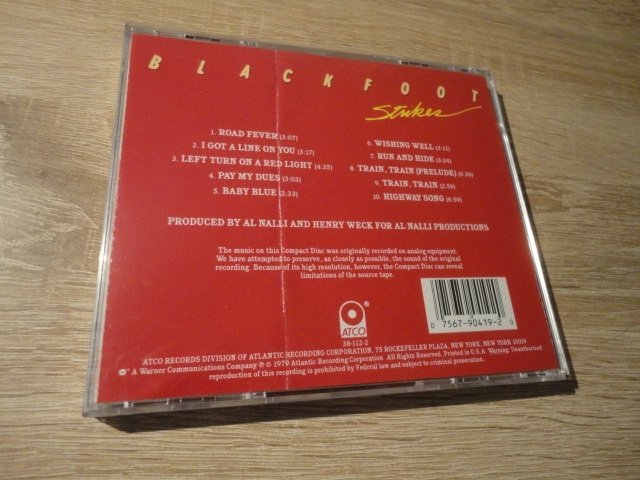 BLACKFOOT
Strikes
1. ROAD FEVER (3:07)
2. I GOT A LINE ON YOU (3:17)
3. LEFT TURN ON A RED LIGHT (4:35)
4. PAY MY DUES (3:03)
5. BABY BLUE (2:33)
6. WISHING WELL (3:11)
7. RUN AND HIDE (3:24)
8. TRAIN, TRAIN (PRELUDE) (0:36)
9. TRAIN, TRAIN (2:56)
10. HIGHWAY SONG (6:59)
PRODUCED BY AL NALLI AND HENRY WECK FOR AL NALLI PRODUCTIONS
The music on this Compact Disc was originally recorded on analog equipment.
We have attempted to preserve, as closely as possible, the sound of the original
recording. Because of its high resolution, however, the Compact Disc can reveal
limitations of the source tape.
ATCO
38-112-2
0 7567-90419-2 0
ATCO RECORDS DIVISION OF ATLANTIC RECORDING CORPORATION, 75 ROCKEFELLER PLAZA, NEW YORK, NEW YORK 10019
A Warner Communications Company ℗ © 1979 Atlantic Recording Corporation All Rights Reserved. Printed in U.S.A. Warning: Unauthorized
reproduction of this recording is prohibited by Federal law and subject to criminal prosecution.